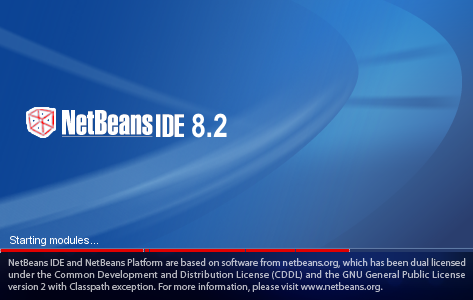 NetBeans IDE 8.2
Starting modules...
NetBeans IDE and NetBeans Platform are based on software from netbeans.org, which has been dual licensed
under the Common Development and Distribution License (CDDL) and the GNU General Public License
version 2 with Classpath exception. For more information, please visit www.netbeans.org.